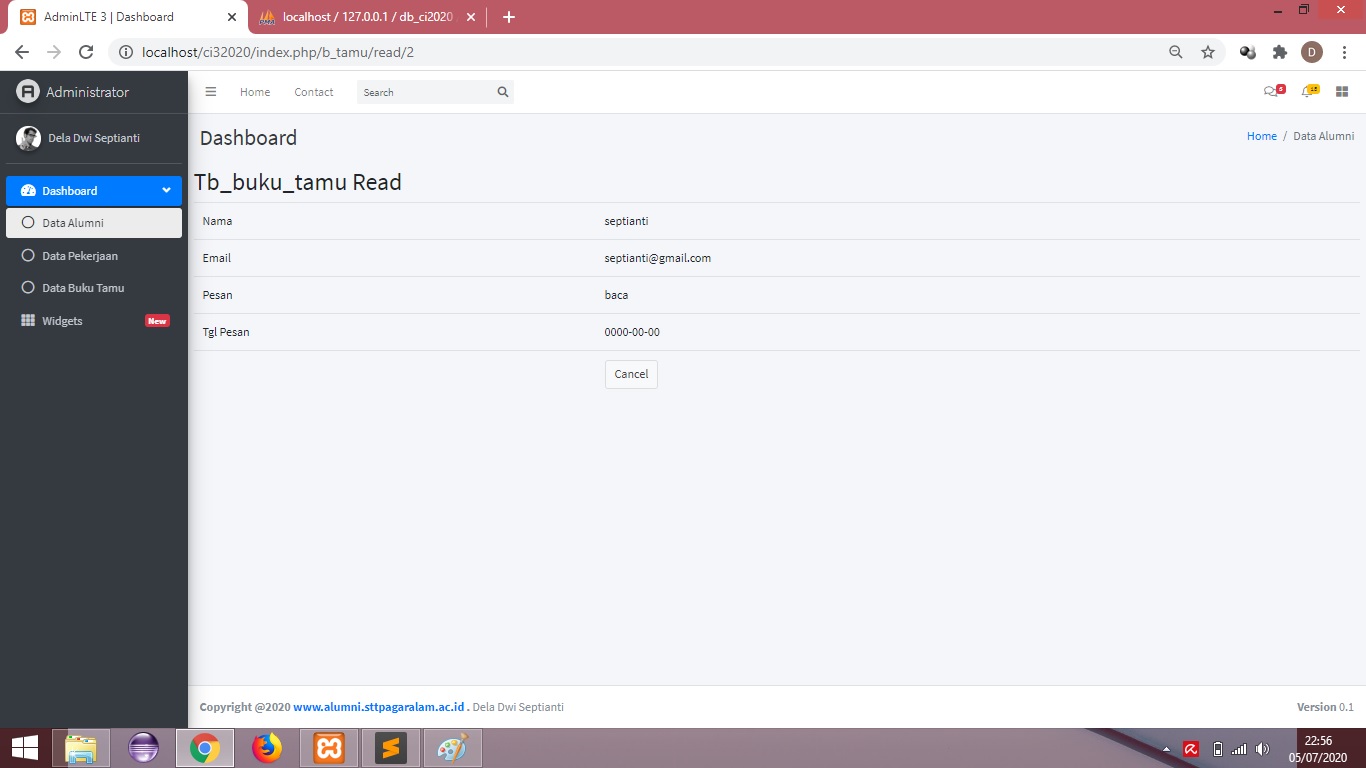 AdminLTE 3 | Dashboard
localhost / 127.0.0.1 / db_ci2020
localhost/ci32020/index.php/b_tamu/read/2
D
Administrator
Home
Contact
Search
Dela Dwi Septianti
Dashboard
Home / Data Alumni
Tb_buku_tamu Read
Dashboard
Data Alumni
Data Pekerjaan
Data Buku Tamu
Widgets
New
Nama septianti
Email septianti@gmail.com
Pesan baca
Tgl Pesan 0000-00-00
Cancel
Copyright @2020 www.alumni.sttpagaralam.ac.id . Dela Dwi Septianti
Version 0.1
22:56
05/07/2020